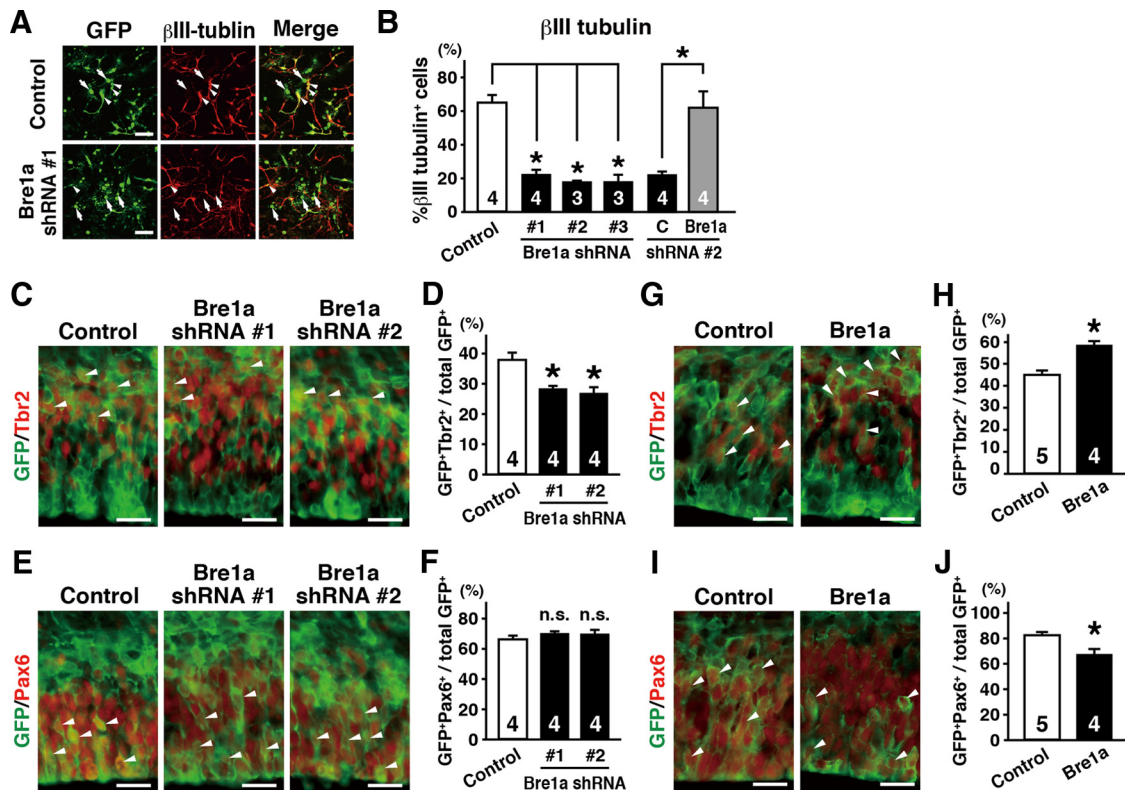 A
GFP
βIII-tublin
Merge
Control
Bre1a
shRNA #1
B
βIII tubulin
(%)
%βIII tubulin⁺ cells
80
60
40
20
0
4
4
3
3
4
4
*
*
*
*
Control
#1
#2
#3
C
Bre1a
Bre1a shRNA
shRNA #2
C
Control
Bre1a
shRNA #1
Bre1a
shRNA #2
GFP/Tbr2
D
(%)
GFP⁺Tbr2⁺ / total GFP⁺
40
30
20
10
0
*
*
4
4
4
Control
#1
#2
Bre1a shRNA
G
Control
Bre1a
GFP/Tbr2
H
(%)
GFP⁺Tbr2⁺ / total GFP⁺
60
50
40
40
20
10
0
*
5
4
Control
Bre1a
E
Control
Bre1a
shRNA #1
Bre1a
shRNA #2
GFP/Pax6
F
(%)
GFP⁺Pax6⁺ / total GFP⁺
100
80
60
40
20
0
n.s.
n.s.
4
4
4
Control
#1
#2
Bre1a shRNA
I
Control
Bre1a
GFP/Pax6
J
(%)
GFP⁺Pax6⁺ / total GFP⁺
100
80
60
40
20
0
*
5
4
Control
Bre1a